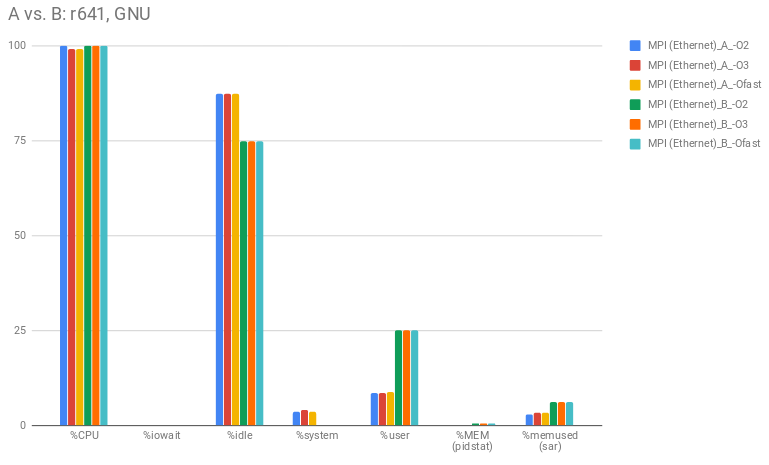 A vs. B: r641, GNU
100
75
50
25
0
%CPU
%iowait
%idle
%system
%user
%MEM
(pidstat)
%memused
(sar)
MPI (Ethernet)_A_-O2
MPI (Ethernet)_A_-O3
MPI (Ethernet)_A_-Ofast
MPI (Ethernet)_B_-O2
MPI (Ethernet)_B_-O3
MPI (Ethernet)_B_-Ofast